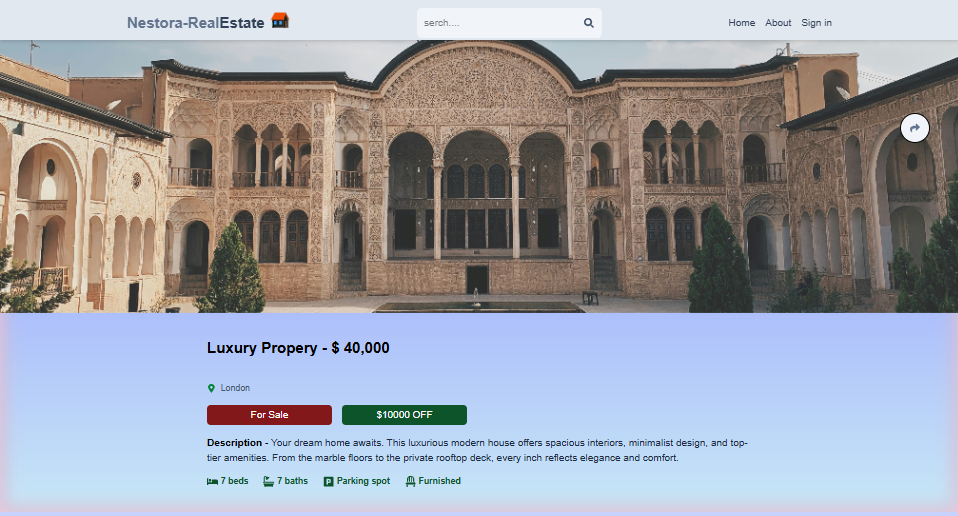 Nestora-RealEstate
serch....
Home About Sign in
Luxury Propery - $ 40,000
London
For Sale $10000 OFF
Description - Your dream home awaits. This luxurious modern house offers spacious interiors, minimalist design, and top-
tier amenities. From the marble floors to the private rooftop deck, every inch reflects elegance and comfort.
7 beds 7 baths Parking spot Furnished